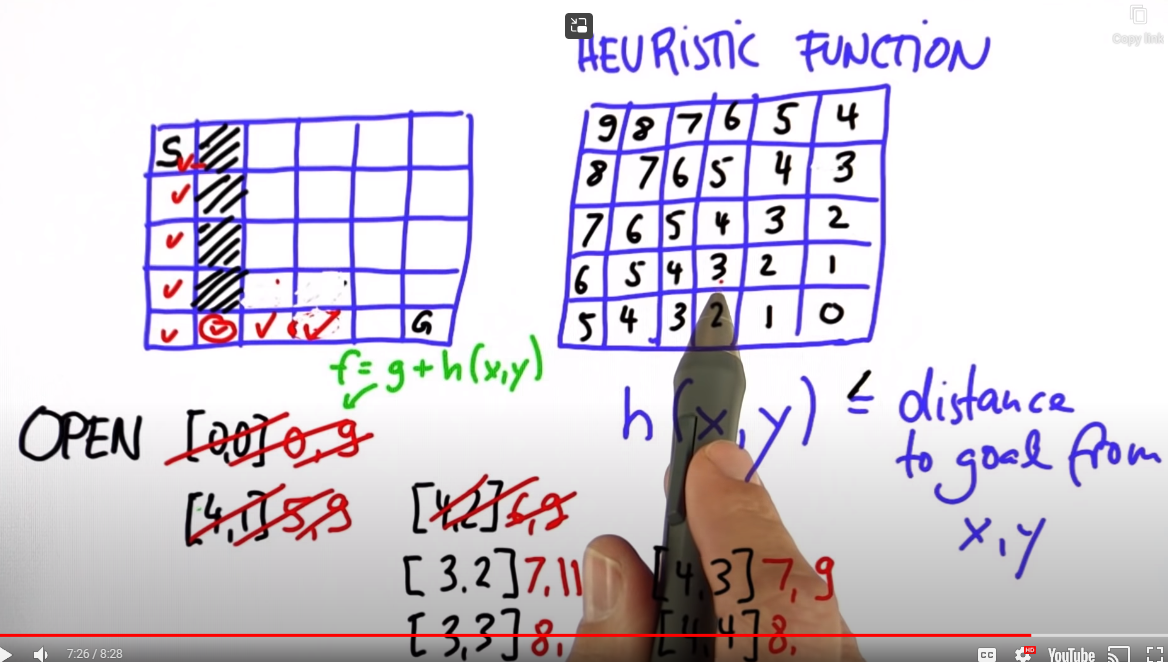 Copy link
HEURISTIC FUNCTION
S
G
9 8 7 6 5 4
8 7 6 5 4 3
7 6 5 4 3 2
6 5 4 3 2 1
5 4 3 2 1 0
f = g + h(x,y)
h(x,y) ≤ distance
to goal from
x,y
OPEN [0,0] 0,9
[4,1] 5,9 [4,2] 6,9
[3,2] 7,11 [4,3] 7,9
[3,3] 8, [4,4] 8,
7:26 / 8:28 CC HD YouTube